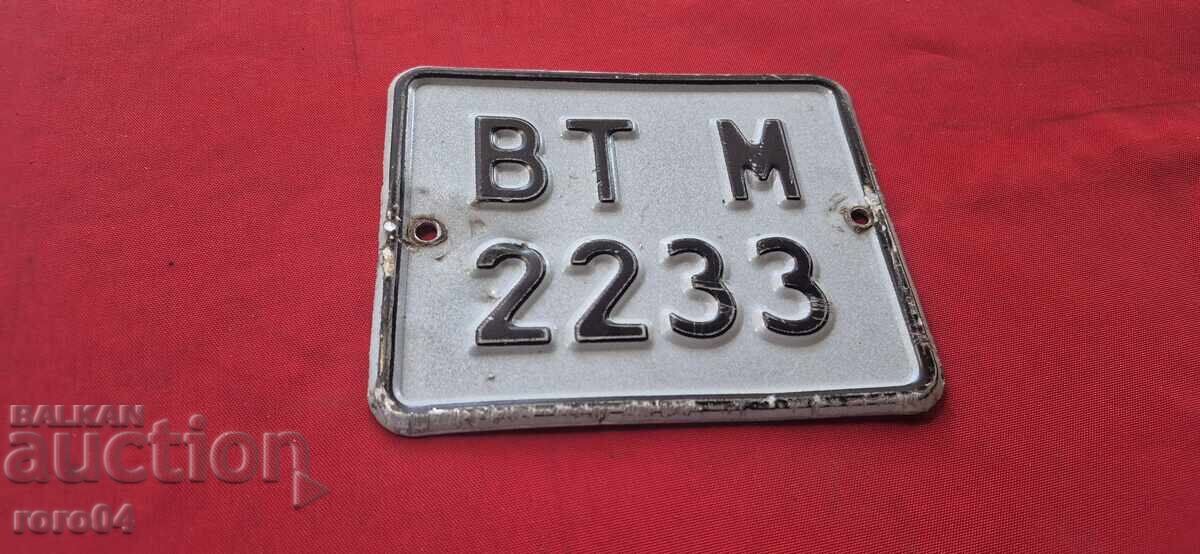 BT M
2233
BALKAN
auction
roro04